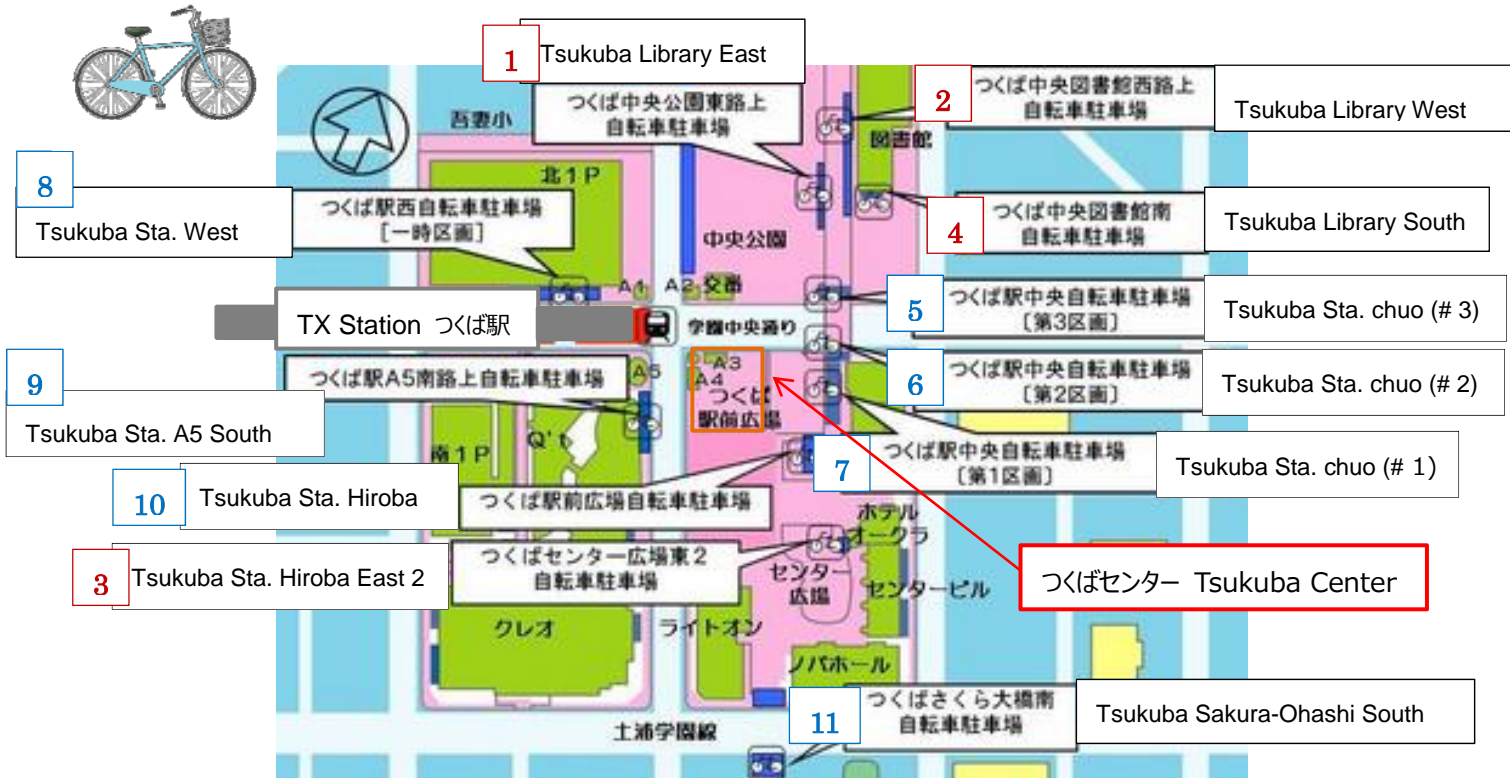 1
Tsukuba Library East
つくば中央公園東路上
自転車駐車場
2
つくば中央図書館西路上
自転車駐車場
Tsukuba Library West
吾妻小
図書館
北1P
8
Tsukuba Sta. West
つくば駅西自転車駐車場
[一時区画]
4
つくば中央図書館南
自転車駐車場
Tsukuba Library South
中央公園
A1
A2
交番
5
つくば駅中央自転車駐車場
[第3区画]
Tsukuba Sta. chuo (# 3)
TX Station つくば駅
学園中央通り
6
つくば駅中央自転車駐車場
[第2区画]
Tsukuba Sta. chuo (# 2)
9
Tsukuba Sta. A5 South
つくば駅A5南路上自転車駐車場
A5
A3
A4
つくば
駅前広場
南1P
Q't
7
つくば駅中央自転車駐車場
[第1区画]
Tsukuba Sta. chuo (# 1)
10
Tsukuba Sta. Hiroba
つくば駅前広場自転車駐車場
ホテル
オークラ
3
Tsukuba Sta. Hiroba East 2
つくばセンター広場東2
自転車駐車場
センター
広場
センタービル
つくばセンター Tsukuba Center
クレオ
ライトオン
ノバホール
11
つくばさくら大橋南
自転車駐車場
Tsukuba Sakura-Ohashi South
土浦学園線